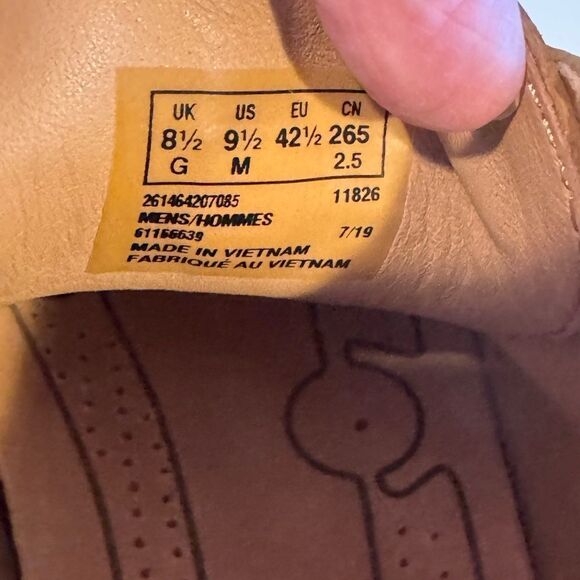 UK US EU CN
8½ 9½ 42½ 265
G M 2.5
261464207085 11826
MENS/HOMMES
61166639 7/19
MADE IN VIETNAM
FABRIQUÉ AU VIETNAM